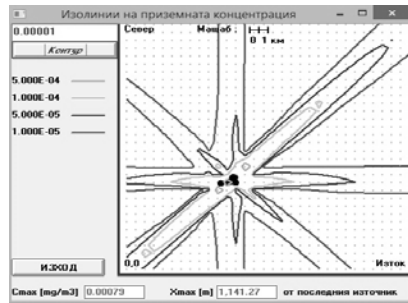 Изолинии на приземната концентрация
0.00001
Контур
5.000E-04
1.000E-04
5.000E-05
1.000E-05
ИЗХОД
Север
Мащаб :
0 1 км
0,0
Изток
Cmax [mg/m3] 0.00079 Xmax [m] 1,141.27 от последния източник